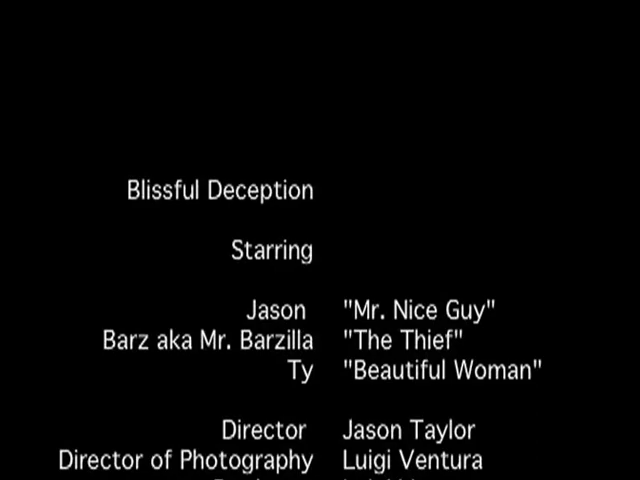 Blissful Deception
Starring
Jason "Mr. Nice Guy"
Barz aka Mr. Barzilla "The Thief"
Ty "Beautiful Woman"
Director Jason Taylor
Director of Photography Luigi Ventura